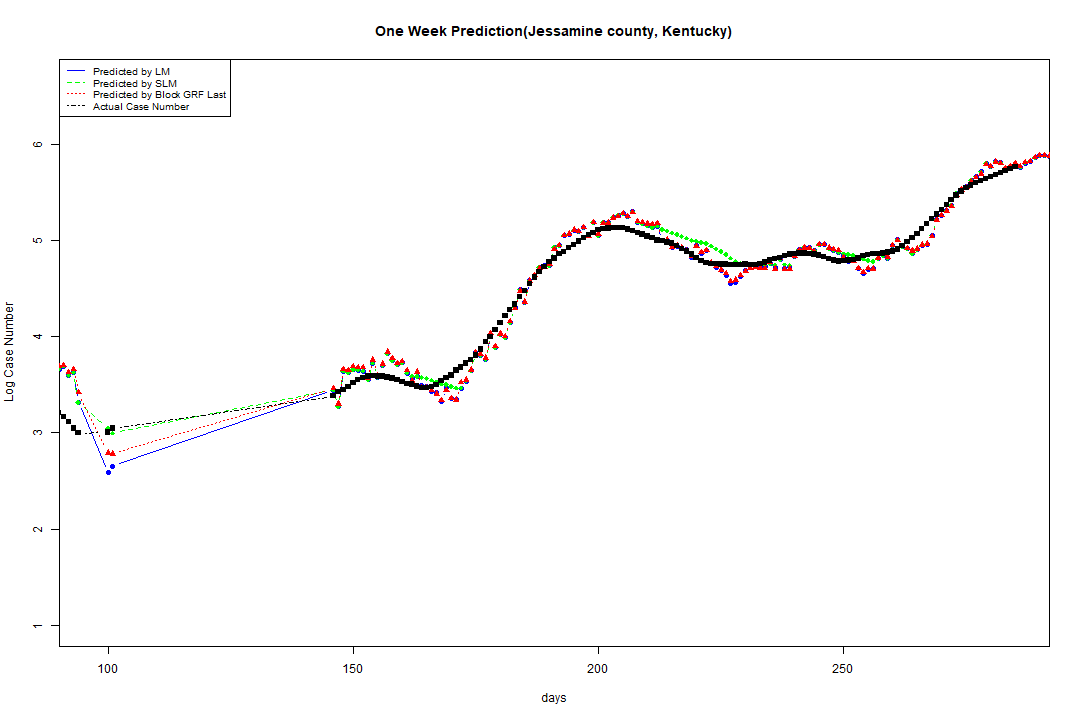 One Week Prediction(Jessamine county, Kentucky)
Predicted by LM
Predicted by SLM
Predicted by Block GRF Last
Actual Case Number
6
5
4
3
2
1
Log Case Number
100 150 200 250
days